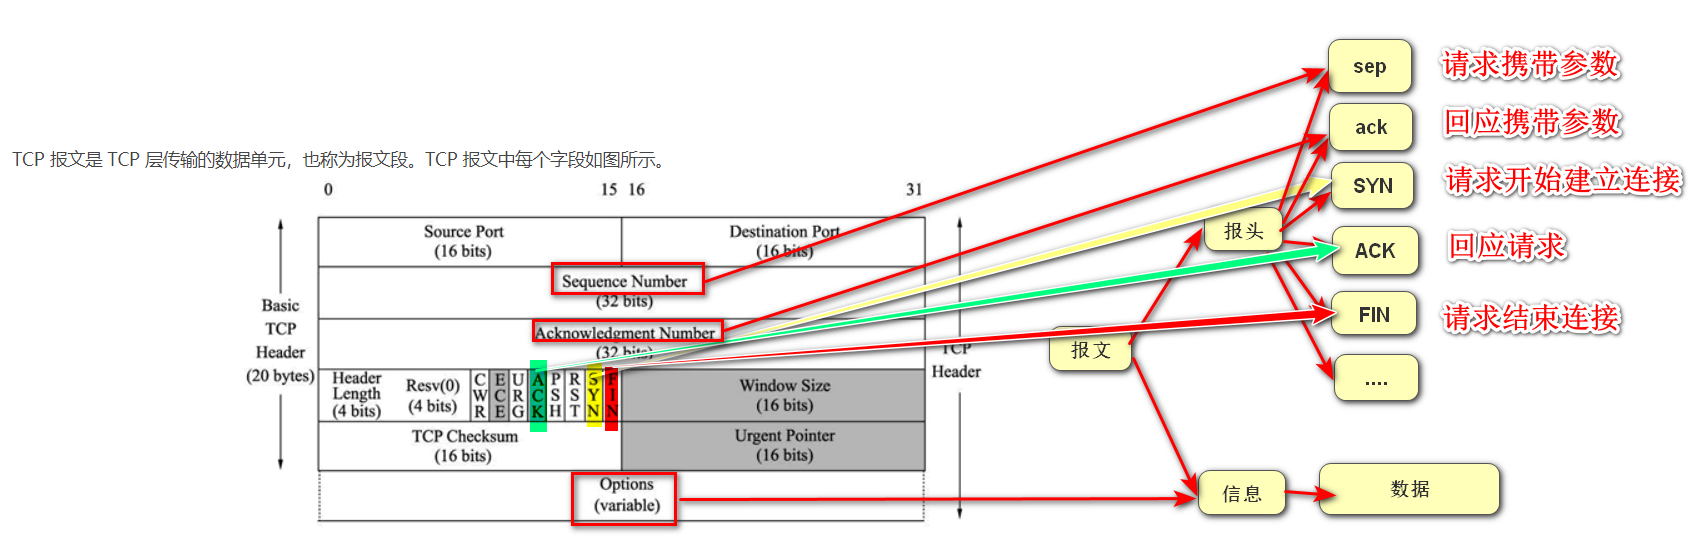 TCP 报文是 TCP 层传输的数据单元，也称为报文段。TCP 报文中每个字段如图所示。
0
15
16
31
Source Port
(16 bits)
Destination Port
(16 bits)
Sequence Number
(32 bits)
Acknowledgment Number
(32 bits)
Header
Length
(4 bits)
Resv(0)
(4 bits)
CWR
ECE
URG
ACK
PSH
RST
SYN
FIN
Window Size
(16 bits)
TCP Checksum
(16 bits)
Urgent Pointer
(16 bits)
Options
(variable)
Basic
TCP
Header
(20 bytes)
TCP
Header
报文
报头
信息
数据
sep
请求携带参数
ack
回应携带参数
SYN
请求开始建立连接
ACK
回应请求
FIN
请求结束连接
....